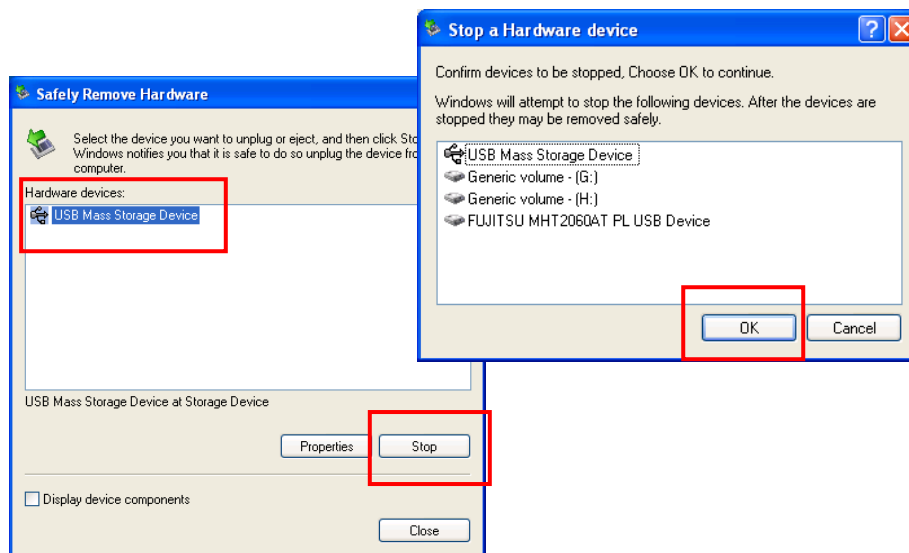 Safely Remove Hardware
Select the device you want to unplug or eject, and then click
Windows notifies you that it is safe to do so unplug the device
computer.
Hardware devices:
USB Mass Storage Device
USB Mass Storage Device at Storage Device
Properties
Stop
Display device components
Close
Stop a Hardware device
?
X
Confirm devices to be stopped, Choose OK to continue.
Windows will attempt to stop the following devices. After the devices are
stopped they may be removed safely.
USB Mass Storage Device
Generic volume - (G:)
Generic volume - (H:)
FUJITSU MHT2060AT PL USB Device
OK
Cancel